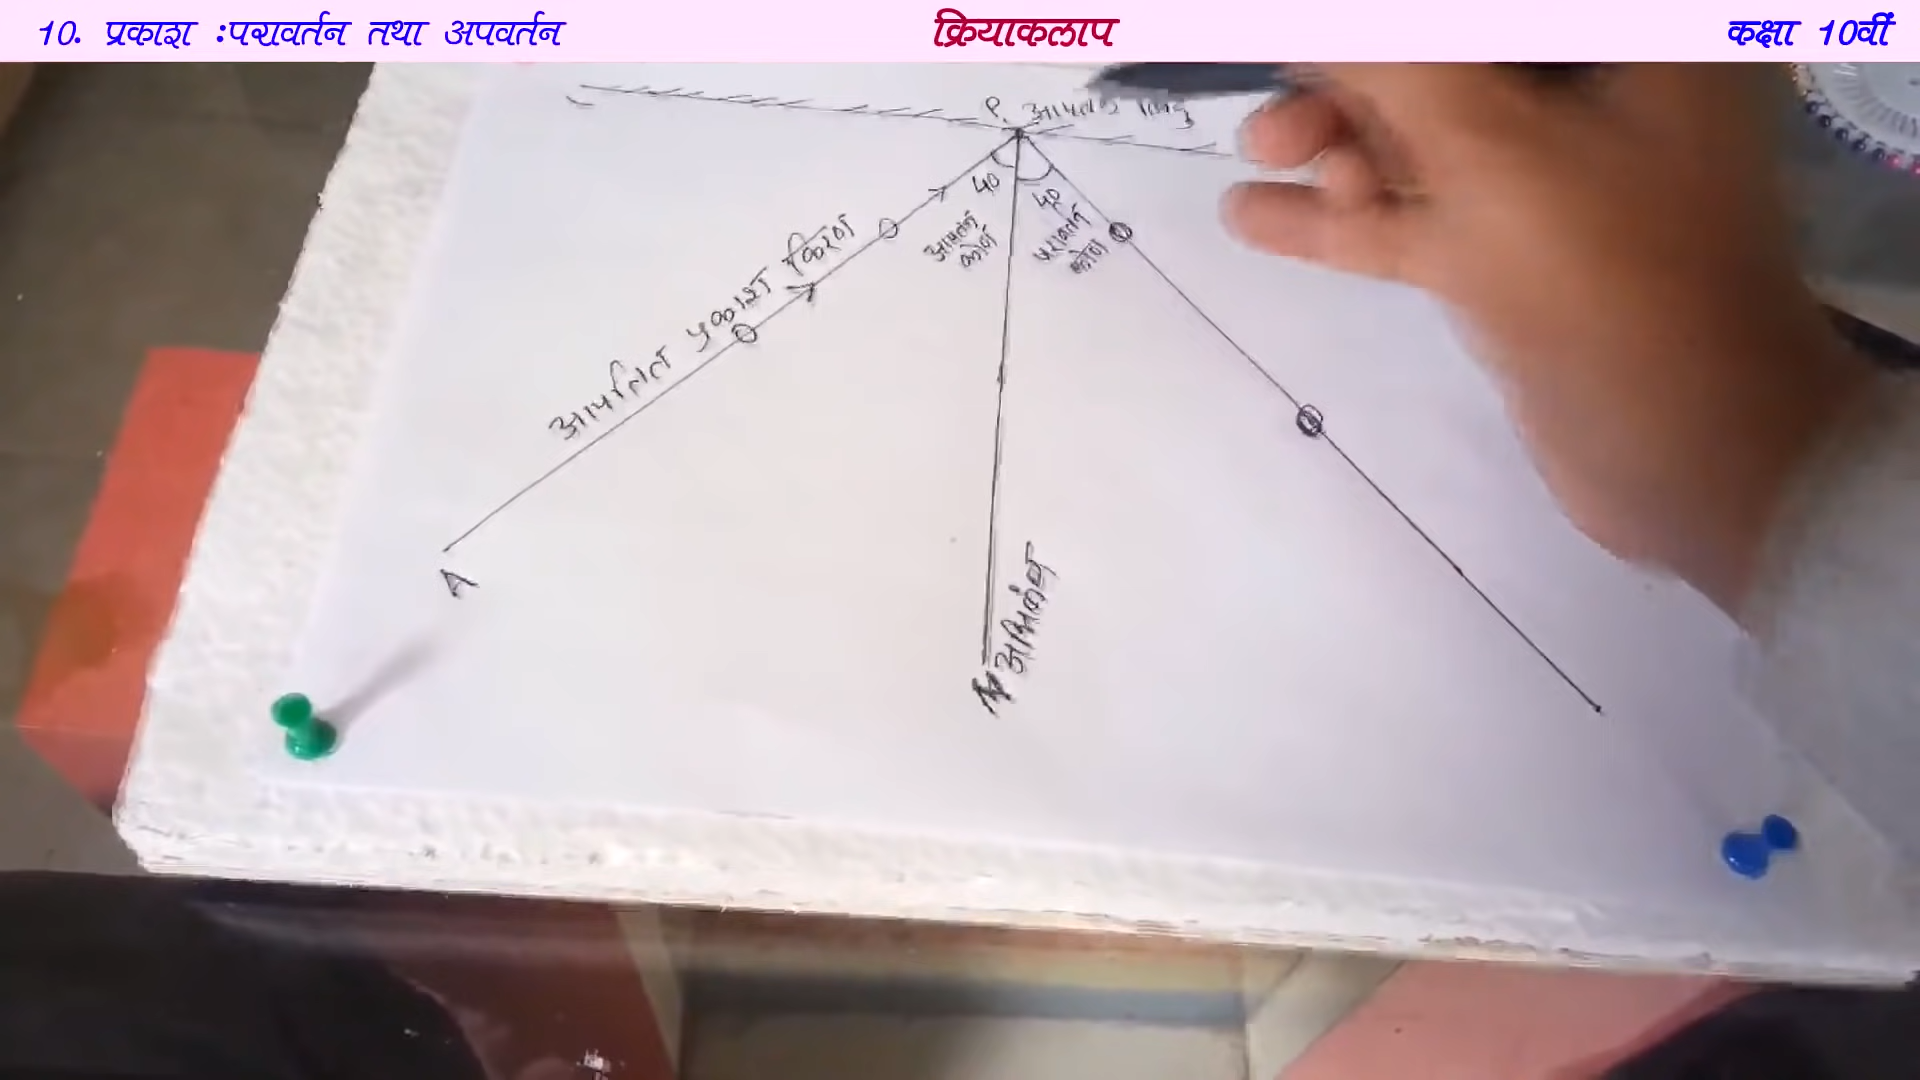 10. प्रकाश :परावर्तन तथा अपवर्तन
क्रियाकलाप
कक्षा 10वीं
P. आपतन बिंदु
40
40
आपतन
कोण
परावर्तन
कोण
आपतित प्रकाश किरण
A
N अभिलंब